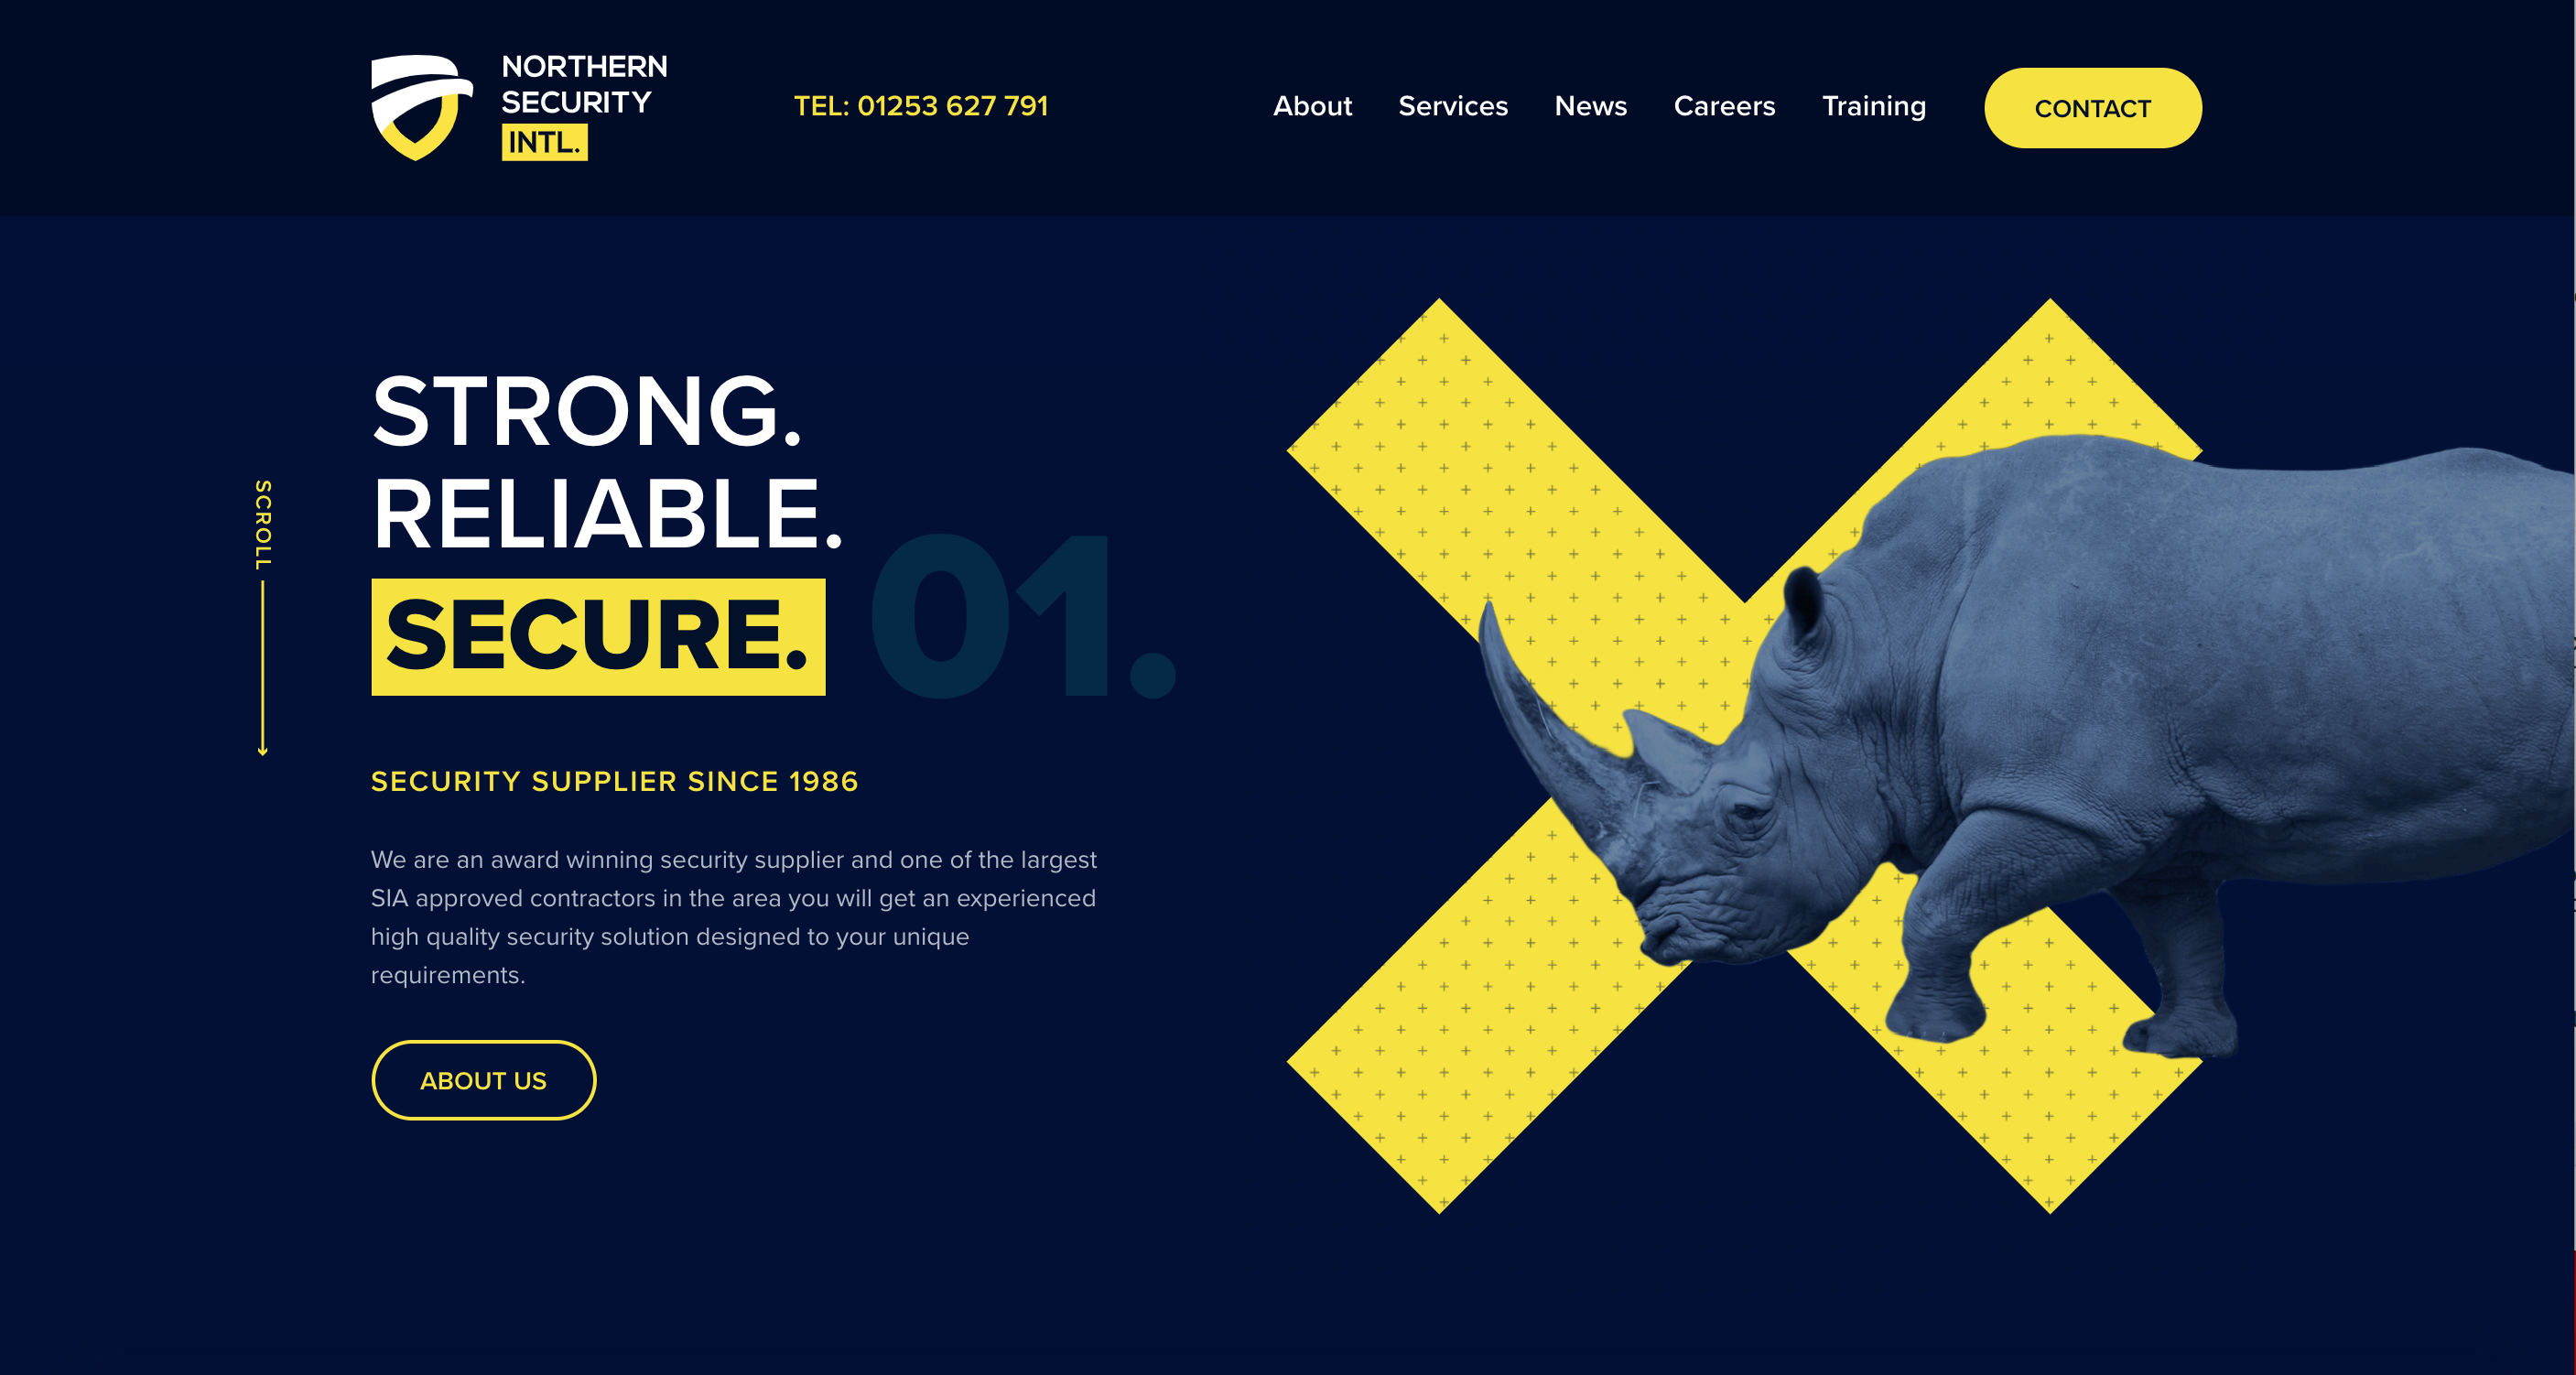 NORTHERN
SECURITY
INTL.
TEL: 01253 627 791
About
Services
News
Careers
Training
CONTACT
STRONG.
RELIABLE.
SECURE.
01.
SCROLL
SECURITY SUPPLIER SINCE 1986
We are an award winning security supplier and one of the largest
SIA approved contractors in the area you will get an experienced
high quality security solution designed to your unique
requirements.
ABOUT US